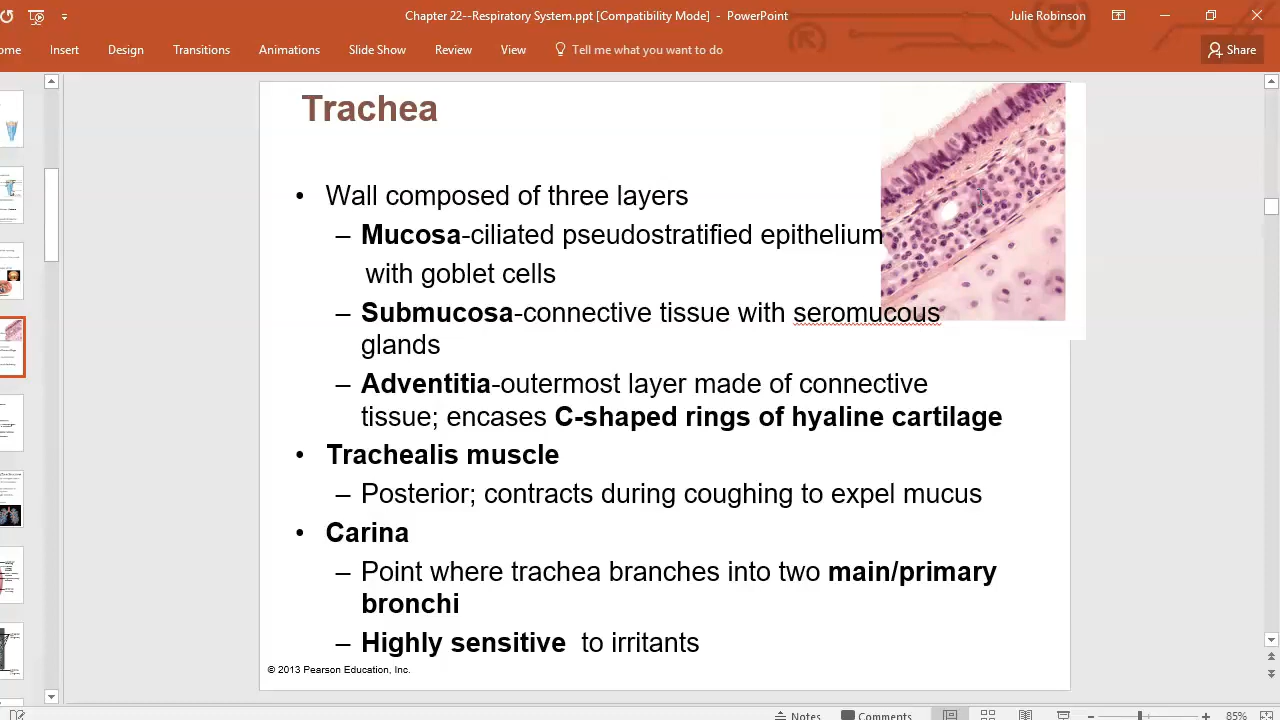 Chapter 22--Respiratory System.ppt [Compatibility Mode] - PowerPoint
Julie Robinson
ome Insert Design Transitions Animations Slide Show Review View Tell me what you want to do Share
Trachea
• Wall composed of three layers
– Mucosa-ciliated pseudostratified epithelium
with goblet cells
– Submucosa-connective tissue with seromucous
glands
– Adventitia-outermost layer made of connective
tissue; encases C-shaped rings of hyaline cartilage
• Trachealis muscle
– Posterior; contracts during coughing to expel mucus
• Carina
– Point where trachea branches into two main/primary
bronchi
– Highly sensitive to irritants
© 2013 Pearson Education, Inc.
Notes Comments 85%